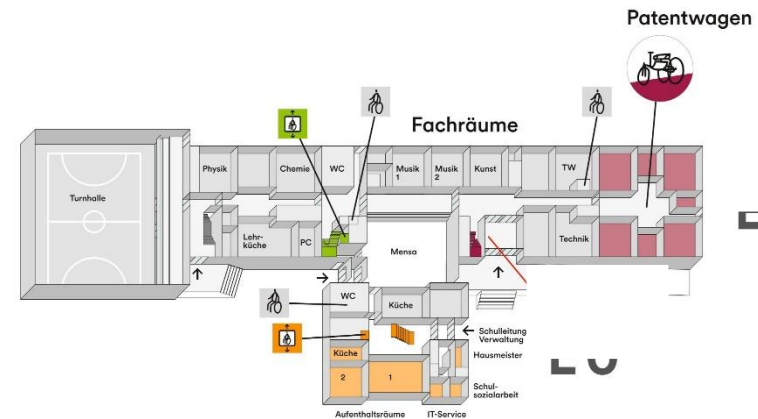 Patentwagen
Fachräume
Physik
Chemie
WC
Musik
1
Musik
2
Kunst
TW
Turnhalle
Lehr-
küche
PC
Mensa
Technik
WC
Küche
Schulleitung
Verwaltung
Küche
Hausmeister
2
1
Schul-
sozialarbeit
Aufenthaltsräume
IT-Service